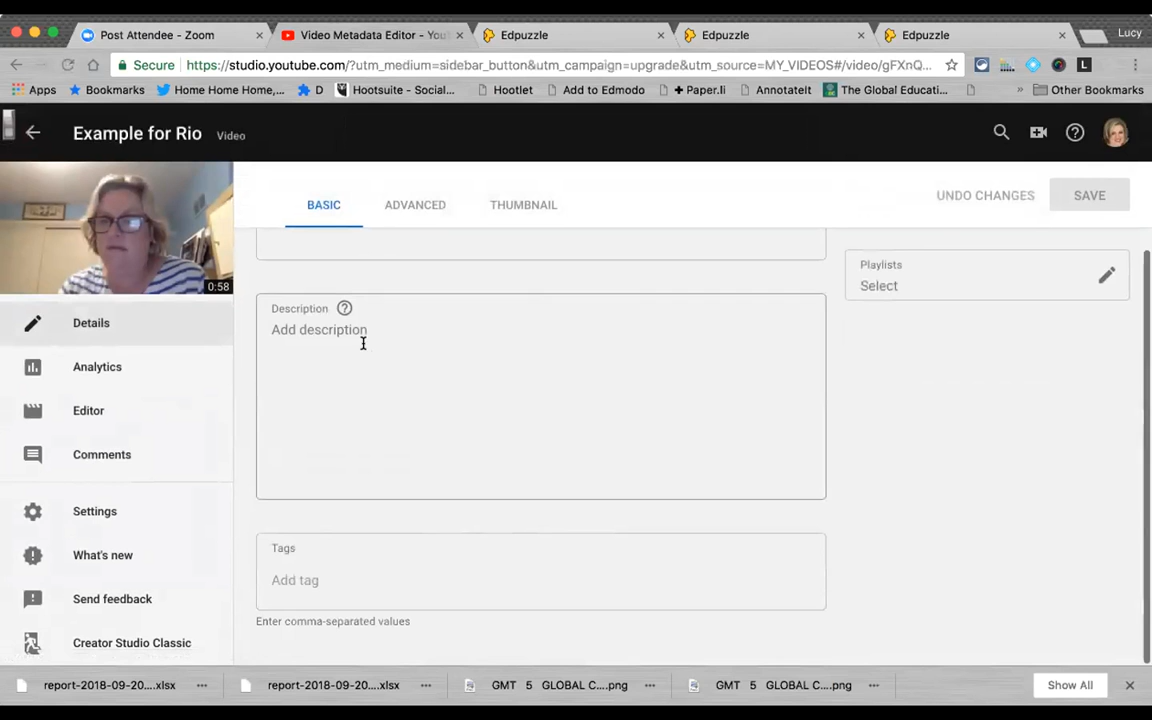 Post Attendee - Zoom
Video Metadata Editor - You
Edpuzzle
Edpuzzle
Edpuzzle
Lucy
Secure
https://studio.youtube.com/?utm_medium=sidebar_button&utm_campaign=upgrade&utm_source=MY_VIDEOS#/video/gFXnQ...
Apps
Bookmarks
Home Home Home,...
D
Hootsuite - Social...
Hootlet
Add to Edmodo
+ Paper.li
AnnotateIt
The Global Educati...
»
Other Bookmarks
Example for Rio
Video
BASIC
ADVANCED
THUMBNAIL
UNDO CHANGES
SAVE
0:58
Playlists
Select
Description
Add description
Details
Analytics
Editor
Comments
Settings
What's new
Send feedback
Creator Studio Classic
Tags
Add tag
Enter comma-separated values
report-2018-09-20....xlsx
report-2018-09-20....xlsx
GMT 5 GLOBAL C....png
GMT 5 GLOBAL C....png
Show All